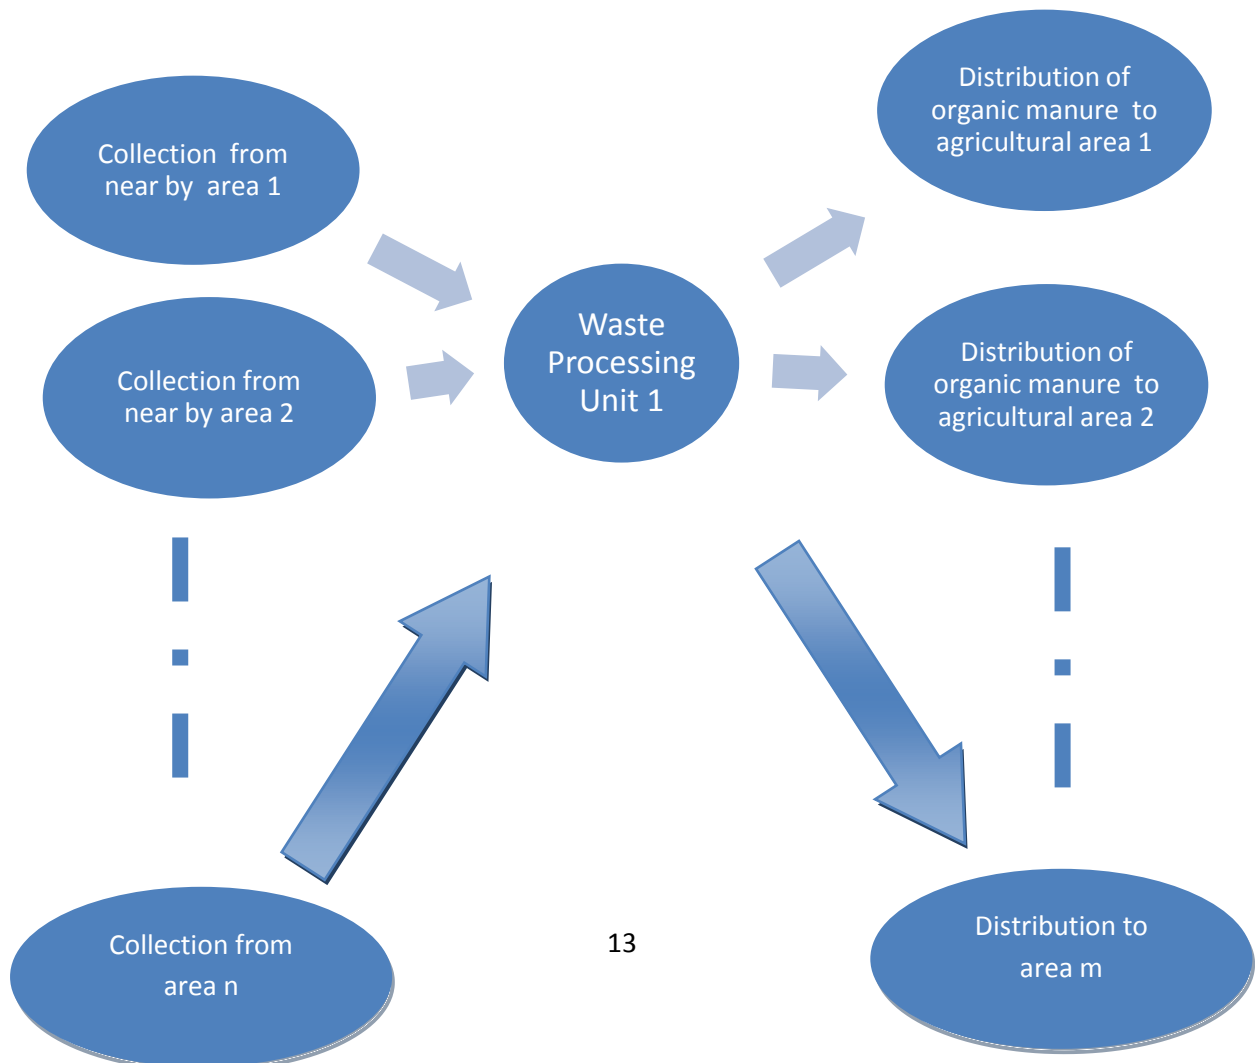 Collection from
near by area 1
Collection from
near by area 2
Collection from
area n
Waste
Processing
Unit 1
Distribution of
organic manure to
agricultural area 1
Distribution of
organic manure to
agricultural area 2
Distribution to
area m
13